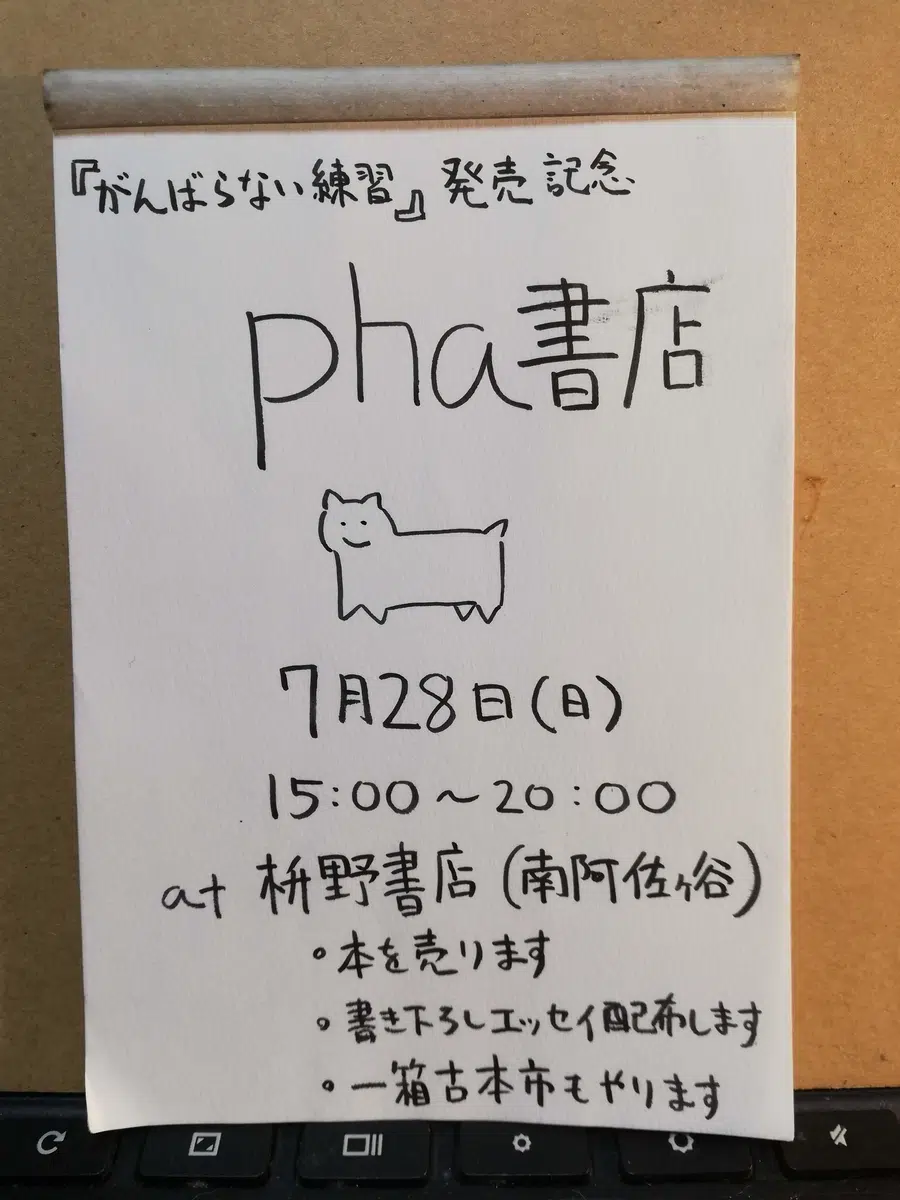 『がんばらない練習』発売記念
pha書店
7月28日(日)
15:00～20:00
at 枡野書店(南阿佐ヶ谷)
・本を売ります
・書き下ろしエッセイ配布します
・一箱古本市もやります